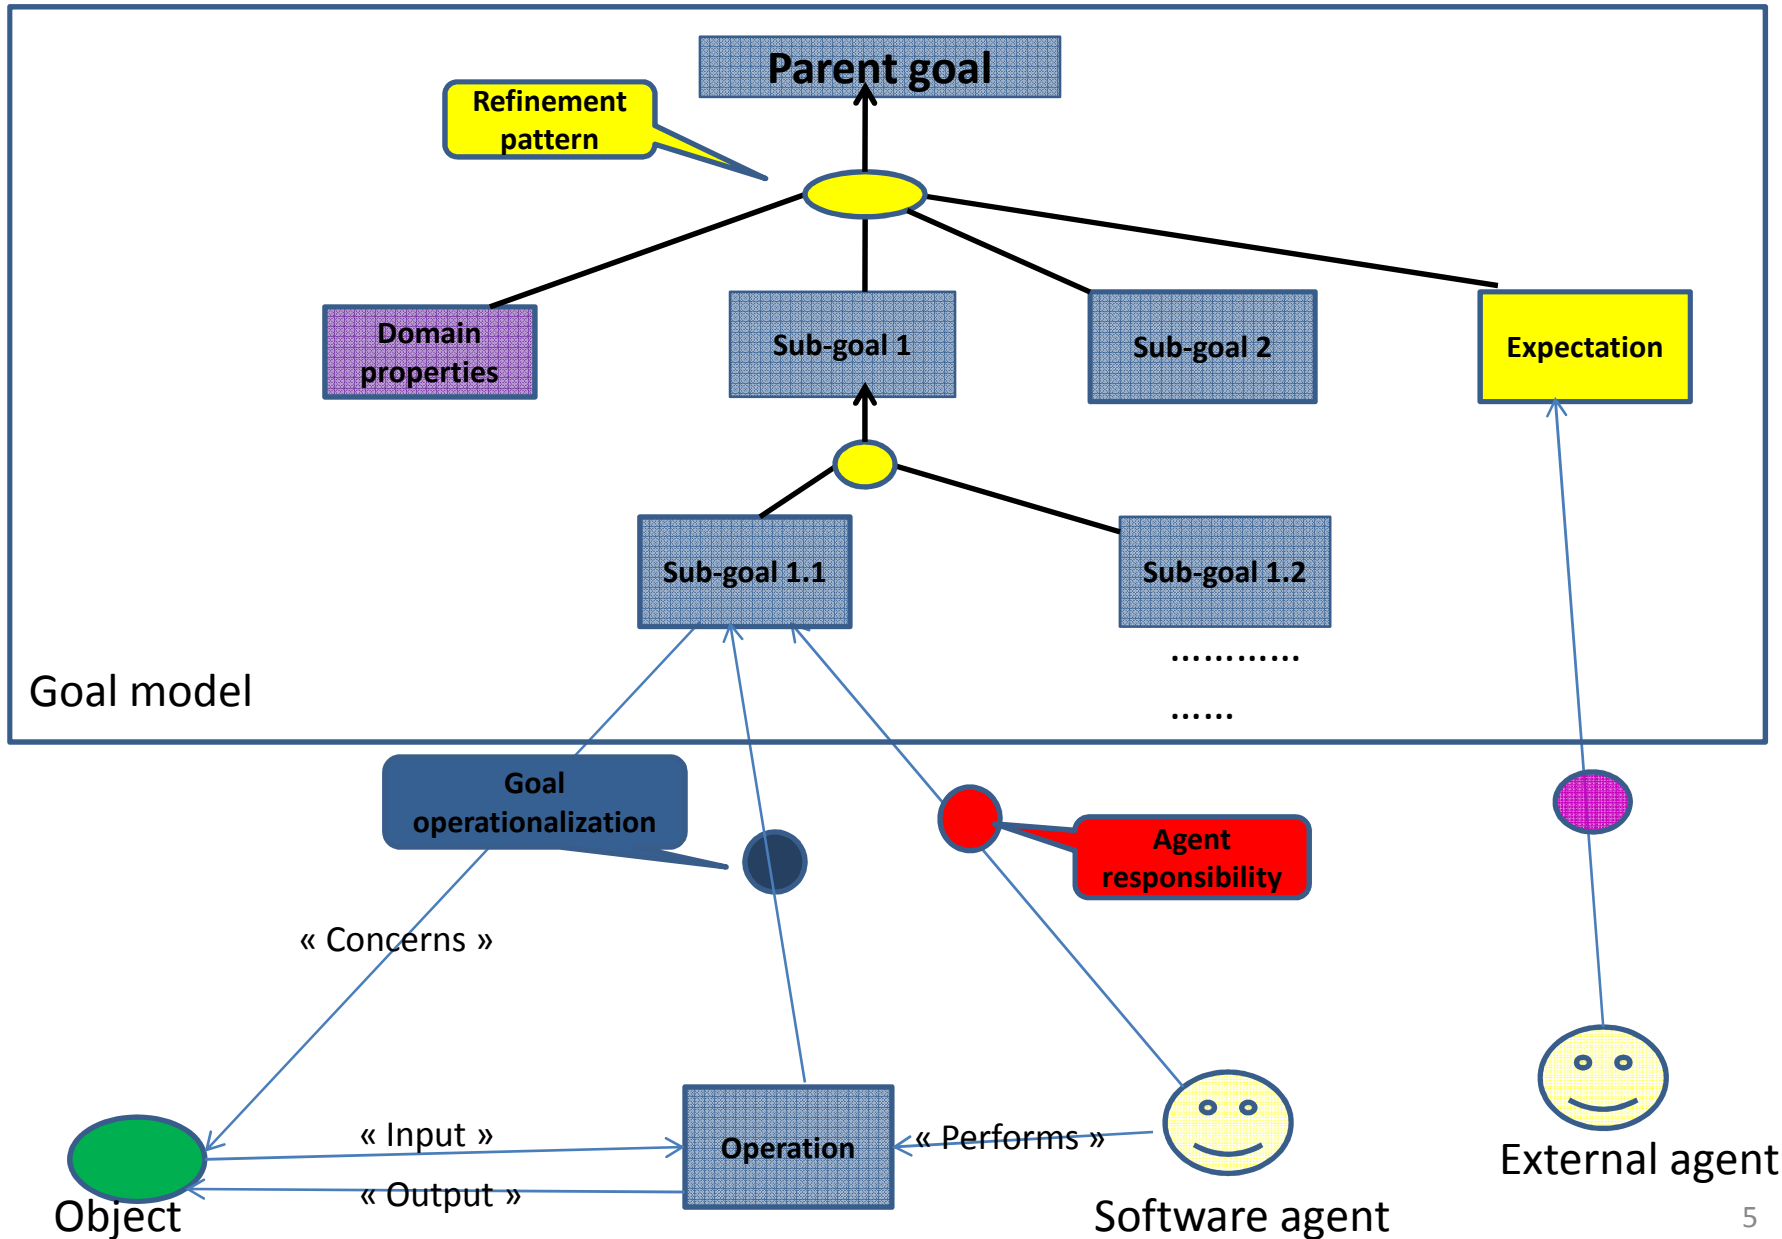 Parent goal
Refinement
pattern
Domain
properties
Sub-goal 1
Sub-goal 2
Expectation
Sub-goal 1.1
Sub-goal 1.2
…………
……
Goal model
Goal
operationalization
Agent
responsibility
« Concerns »
« Input »
Operation
« Performs »
« Output »
Object
Software agent
External agent
5